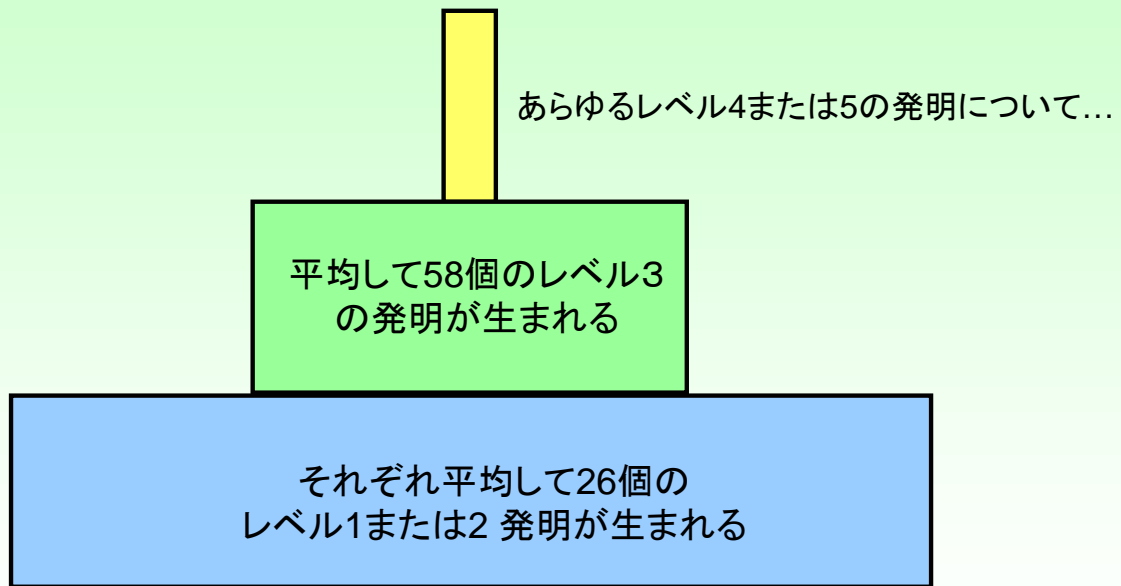 あらゆるレベル4または5の発明について...
平均して58個のレベル３
の発明が生まれる
それぞれ平均して26個の
レベル1または2 発明が生まれる